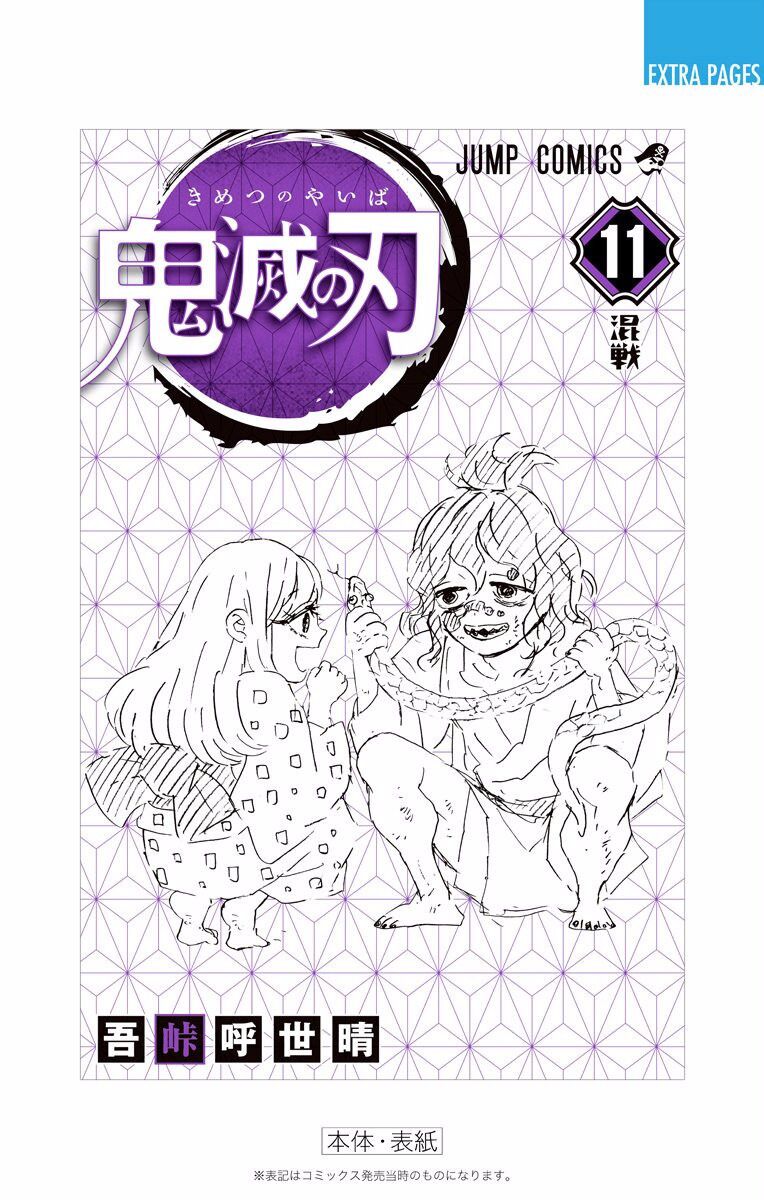 EXTRA PAGES
JUMP COMICS
きめつのやいば
鬼滅の刃
11
混戦
吾峠呼世晴
本体・表紙
※表記はコミックス発売当時のものになります。